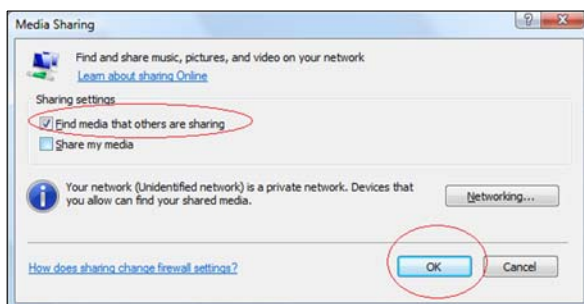 Media Sharing
Find and share music, pictures, and video on your network
Learn about sharing Online
Sharing settings
Find media that others are sharing
Share my media
Your network (Unidentified network) is a private network. Devices that
you allow can find your shared media.
Networking...
How does sharing change firewall settings?
OK
Cancel